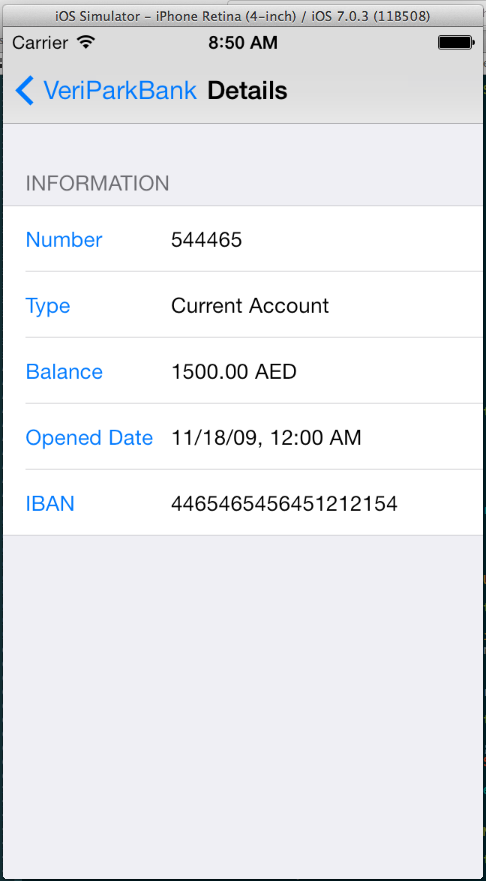 iOS Simulator - iPhone Retina (4-inch) / iOS 7.0.3 (11B508)
Carrier 8:50 AM
VeriParkBank Details
INFORMATION
Number 544465
Type Current Account
Balance 1500.00 AED
Opened Date 11/18/09, 12:00 AM
IBAN 4465465456451212154